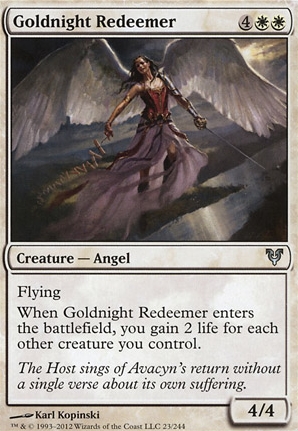 Goldnight Redeemer 4
Creature — Angel
Flying
When Goldnight Redeemer enters
the battlefield, you gain 2 life for each
other creature you control.
The Host sings of Avacyn's return without
a single verse about its own suffering.
Karl Kopinski
™ & © 1993–2012 Wizards of the Coast LLC 23/244
4/4